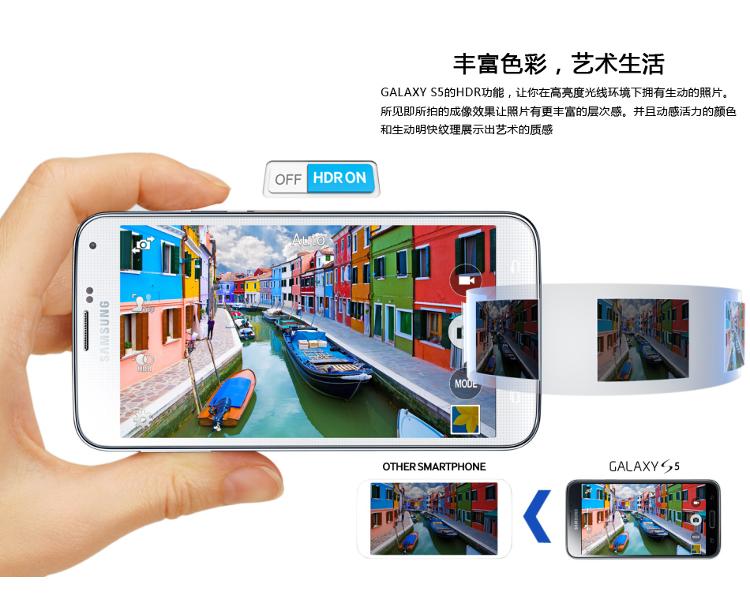 丰富色彩，艺术生活
GALAXY S5的HDR功能，让你在高亮度光线环境下拥有生动的照片。
所见即所拍的成像效果让照片有更丰富的层次感。并且动感活力的颜色
和生动明快纹理展示出艺术的质感
OFF HDR ON
Auto
SAMSUNG
HDR
MODE
OTHER SMARTPHONE
GALAXY S5